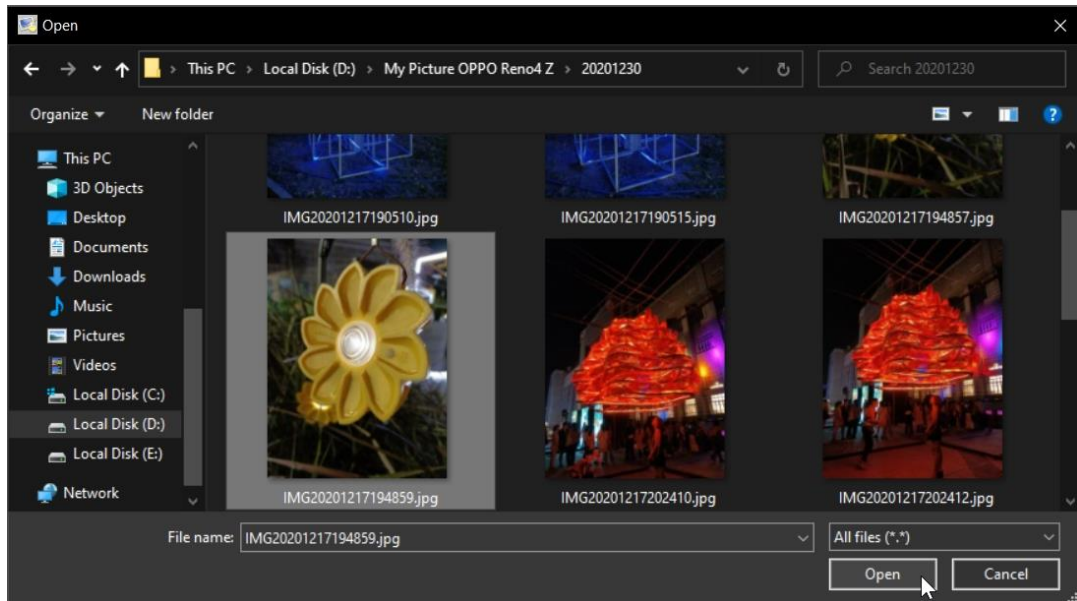 Open
This PC > Local Disk (D:) > My Picture OPPO Reno4 Z > 20201230
Search 20201230
Organize
New folder
This PC
3D Objects
Desktop
Documents
Downloads
Music
Pictures
Videos
Local Disk (C:)
Local Disk (D:)
Local Disk (E:)
Network
IMG20201217190510.jpg
IMG20201217190515.jpg
IMG20201217194857.jpg
IMG20201217194859.jpg
IMG20201217202410.jpg
IMG20201217202412.jpg
File name: IMG20201217194859.jpg
All files (*.*)
Open
Cancel